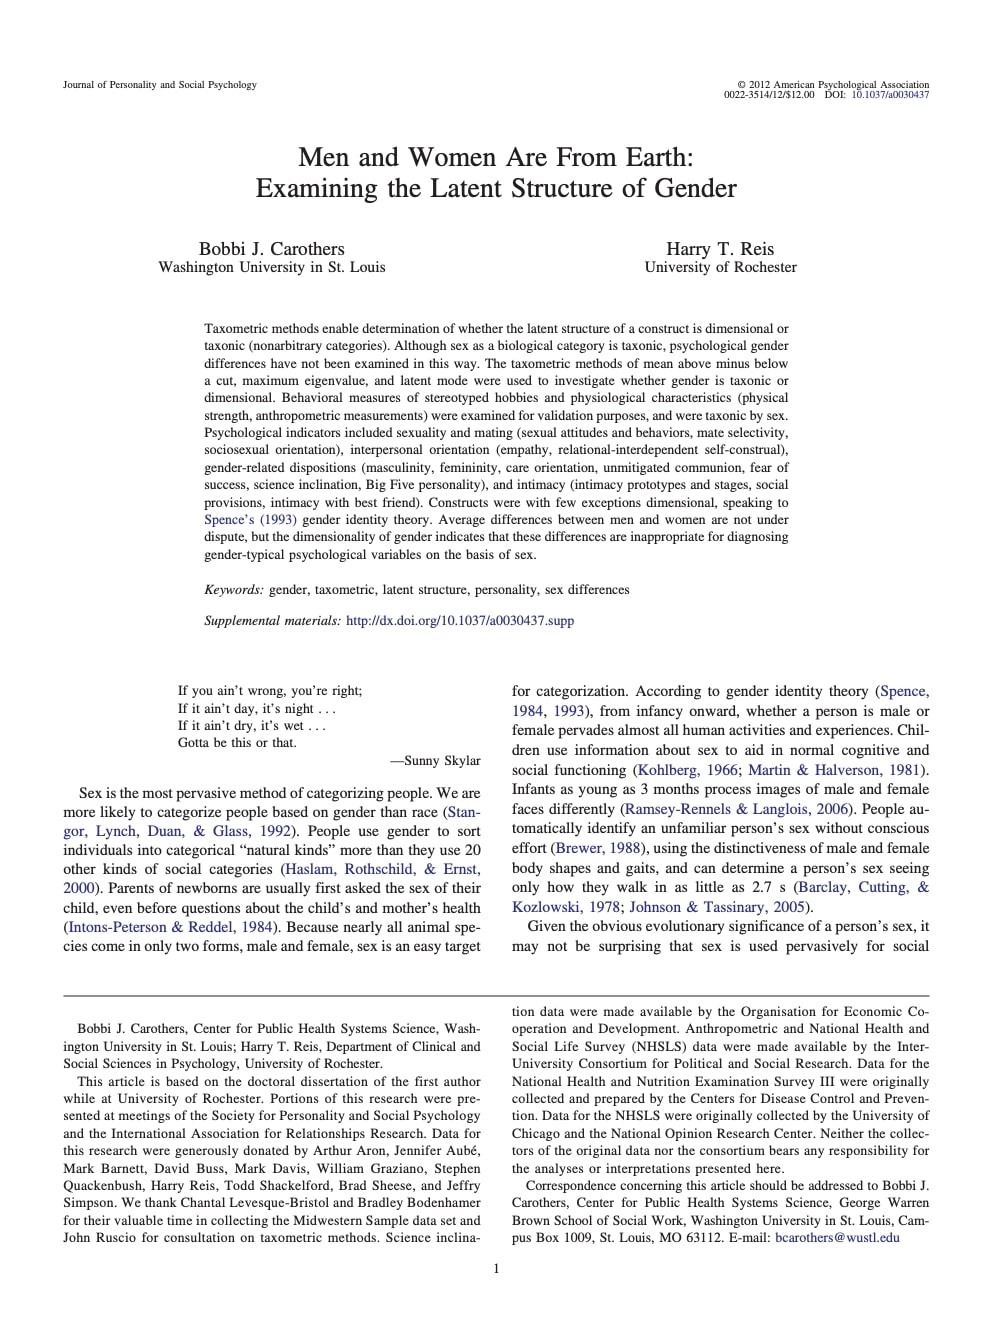 Journal of Personality and Social Psychology
© 2012 American Psychological Association
0022-3514/12/$12.00 DOI: 10.1037/a0030437
Men and Women Are From Earth:
Examining the Latent Structure of Gender
Bobbi J. Carothers
Washington University in St. Louis
Harry T. Reis
University of Rochester
Taxometric methods enable determination of whether the latent structure of a construct is dimensional or
taxonic (nonarbitrary categories). Although sex as a biological category is taxonic, psychological gender
differences have not been examined in this way. The taxometric methods of mean above minus below
a cut, maximum eigenvalue, and latent mode were used to investigate whether gender is taxonic or
dimensional. Behavioral measures of stereotyped hobbies and physiological characteristics (physical
strength, anthropometric measurements) were examined for validation purposes, and were taxonic by sex.
Psychological indicators included sexuality and mating (sexual attitudes and behaviors, mate selectivity,
sociosexual orientation), interpersonal orientation (empathy, relational-interdependent self-construal),
gender-related dispositions (masculinity, femininity, care orientation, unmitigated communion, fear of
success, science inclination, Big Five personality), and intimacy (intimacy prototypes and stages, social
provisions, intimacy with best friend). Constructs were with few exceptions dimensional, speaking to
Spence's (1993) gender identity theory. Average differences between men and women are not under
dispute, but the dimensionality of gender indicates that these differences are inappropriate for diagnosing
gender-typical psychological variables on the basis of sex.
Keywords: gender, taxometric, latent structure, personality, sex differences
Supplemental materials: http://dx.doi.org/10.1037/a0030437.supp
If you ain't wrong, you're right;
If it ain't day, it's night . . .
If it ain't dry, it's wet . . .
Gotta be this or that.
—Sunny Skylar
Sex is the most pervasive method of categorizing people. We are
more likely to categorize people based on gender than race (Stan-
gor, Lynch, Duan, & Glass, 1992). People use gender to sort
individuals into categorical “natural kinds” more than they use 20
other kinds of social categories (Haslam, Rothschild, & Ernst,
2000). Parents of newborns are usually first asked the sex of their
child, even before questions about the child's and mother's health
(Intons-Peterson & Reddel, 1984). Because nearly all animal spe-
cies come in only two forms, male and female, sex is an easy target
for categorization. According to gender identity theory (Spence,
1984, 1993), from infancy onward, whether a person is male or
female pervades almost all human activities and experiences. Chil-
dren use information about sex to aid in normal cognitive and
social functioning (Kohlberg, 1966; Martin & Halverson, 1981).
Infants as young as 3 months process images of male and female
faces differently (Ramsey-Rennels & Langlois, 2006). People au-
tomatically identify an unfamiliar person's sex without conscious
effort (Brewer, 1988), using the distinctiveness of male and female
body shapes and gaits, and can determine a person's sex seeing
only how they walk in as little as 2.7 s (Barclay, Cutting, &
Kozlowski, 1978; Johnson & Tassinary, 2005).
Given the obvious evolutionary significance of a person's sex, it
may not be surprising that sex is used pervasively for social
Bobbi J. Carothers, Center for Public Health Systems Science, Wash-
ington University in St. Louis; Harry T. Reis, Department of Clinical and
Social Sciences in Psychology, University of Rochester.
This article is based on the doctoral dissertation of the first author
while at University of Rochester. Portions of this research were pre-
sented at meetings of the Society for Personality and Social Psychology
and the International Association for Relationships Research. Data for
this research were generously donated by Arthur Aron, Jennifer Aubé,
Mark Barnett, David Buss, Mark Davis, William Graziano, Stephen
Quackenbush, Harry Reis, Todd Shackelford, Brad Sheese, and Jeffry
Simpson. We thank Chantal Levesque-Bristol and Bradley Bodenhamer
for their valuable time in collecting the Midwestern Sample data set and
John Ruscio for consultation on taxometric methods. Science inclina-
tion data were made available by the Organisation for Economic Co-
operation and Development. Anthropometric and National Health and
Social Life Survey (NHSLS) data were made available by the Inter-
University Consortium for Political and Social Research. Data for the
National Health and Nutrition Examination Survey III were originally
collected and prepared by the Centers for Disease Control and Preven-
tion. Data for the NHSLS were originally collected by the University of
Chicago and the National Opinion Research Center. Neither the collec-
tors of the original data nor the consortium bears any responsibility for
the analyses or interpretations presented here.
Correspondence concerning this article should be addressed to Bobbi J.
Carothers, Center for Public Health Systems Science, George Warren
Brown School of Social Work, Washington University in St. Louis, Cam-
pus Box 1009, St. Louis, MO 63112. E-mail: bcarothers@wustl.edu
1